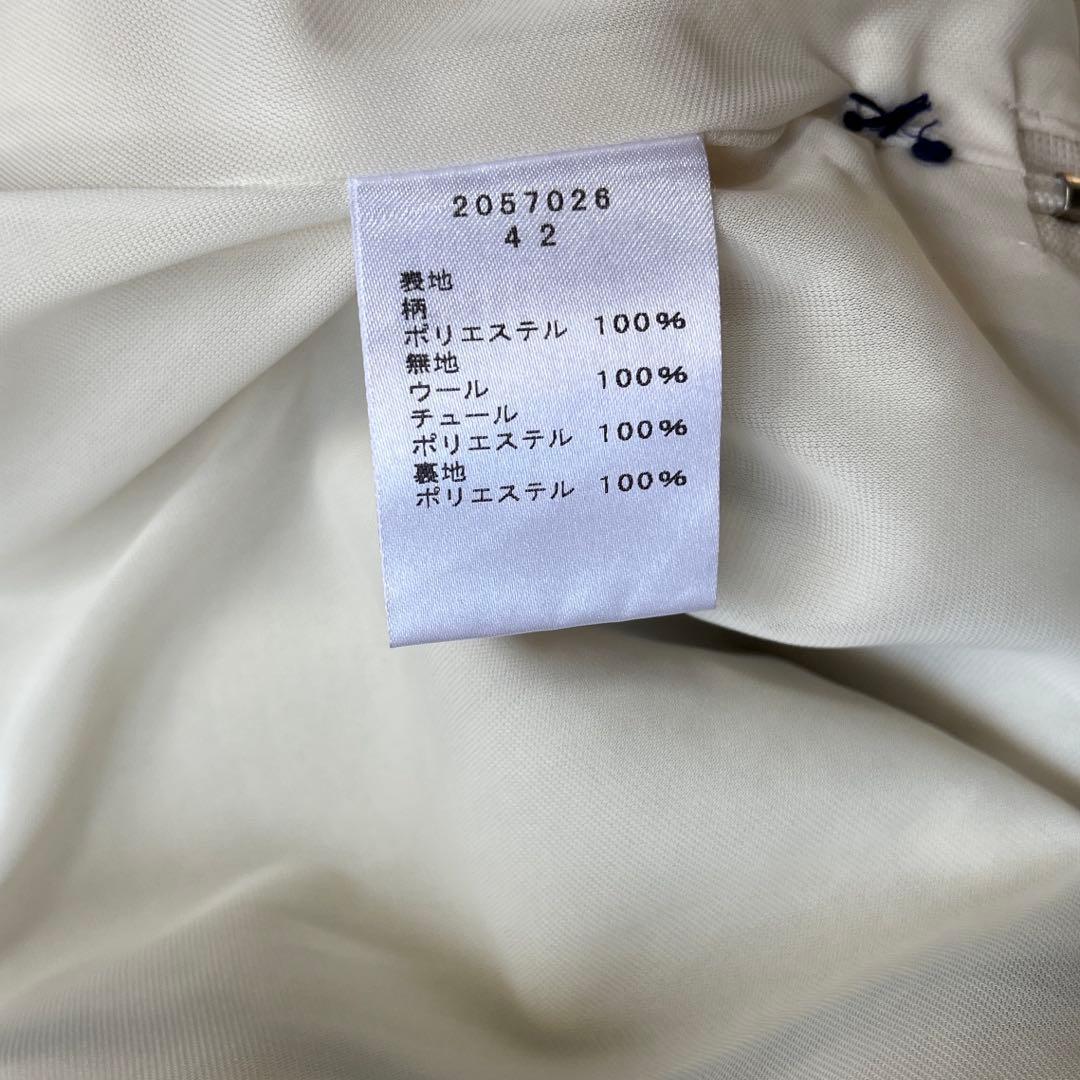 2057026
42
表地
柄
ポリエステル 100%
無地
ウール 100%
チュール
ポリエステル 100%
裏地
ポリエステル 100%